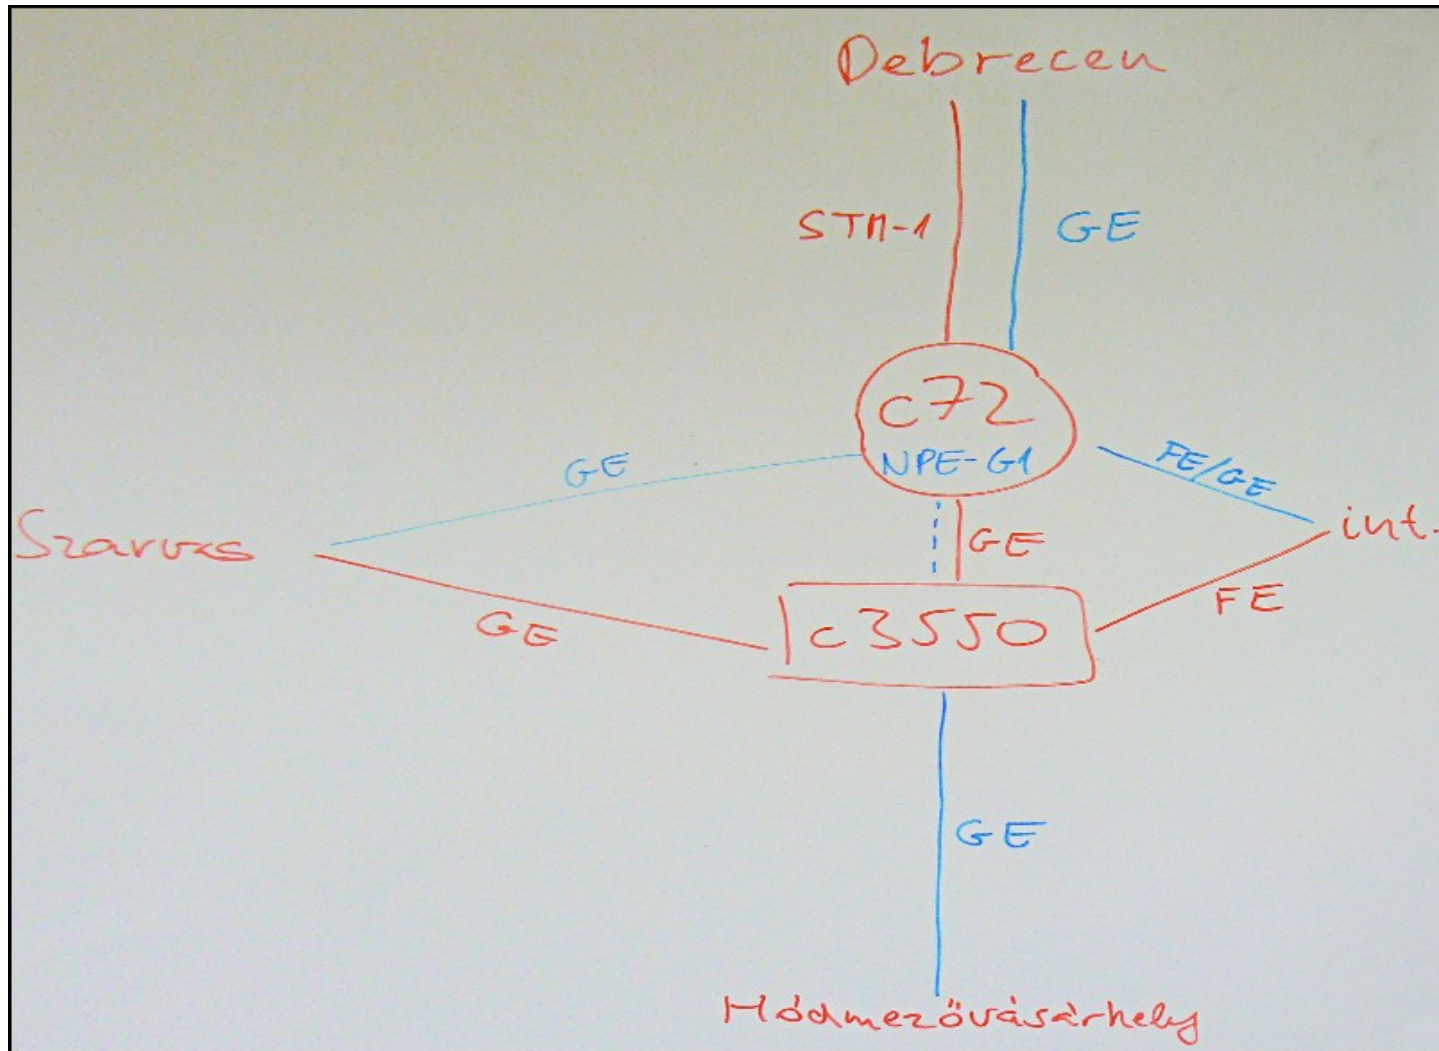 Debrecen
STM-1
GE
c72
NPE-G1
GE
FE/GE
Szarvas
int.
GE
GE
FE
c3550
GE
Hódmezővásárhely